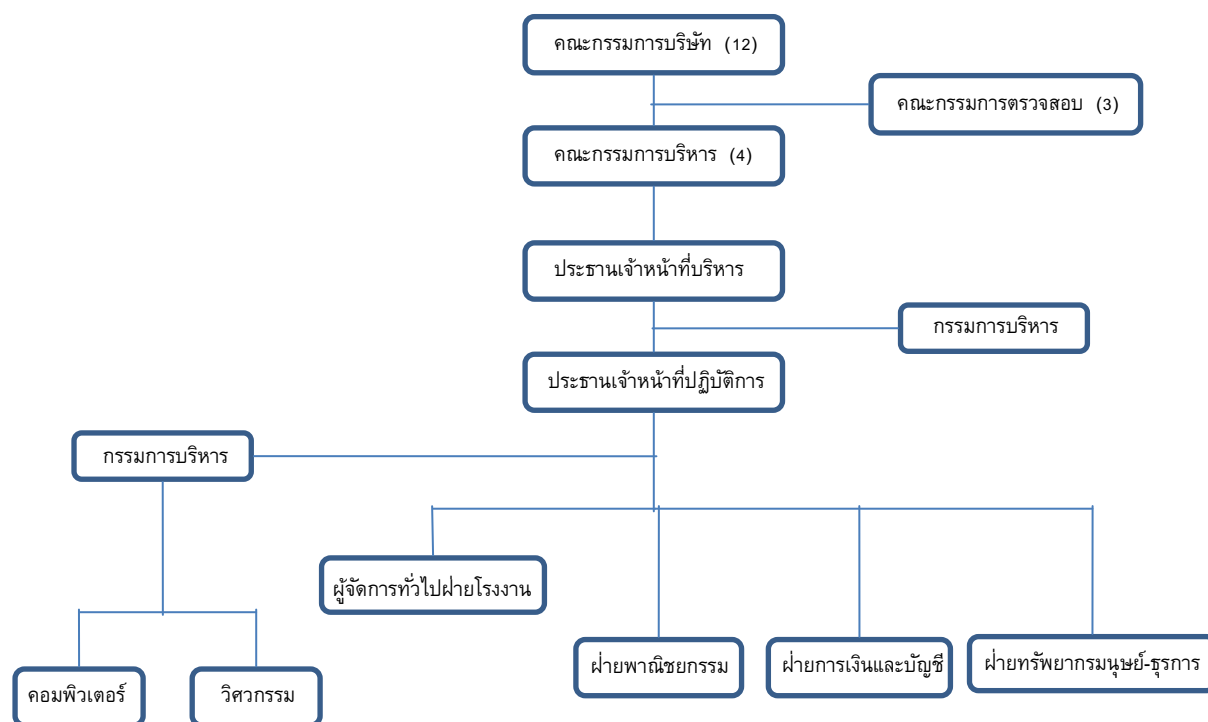 คณะกรรมการบริษัท (12)
คณะกรรมการตรวจสอบ (3)
คณะกรรมการบริหาร (4)
ประธานเจ้าหน้าที่บริหาร
กรรมการบริหาร
ประธานเจ้าหน้าที่ปฏิบัติการ
กรรมการบริหาร
ผู้จัดการทั่วไปฝ่ายโรงงาน
ฝ่ายพาณิชยกรรม
ฝ่ายการเงินและบัญชี
ฝ่ายทรัพยากรมนุษย์-ธุรการ
คอมพิวเตอร์
วิศวกรรม